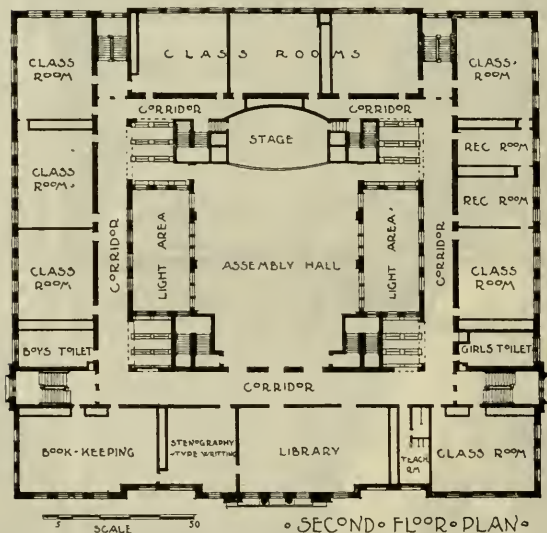 CLASS ROOM
CLASS ROOMS
CLASS ROOM
CORRIDOR
CORRIDOR
STAGE
REC ROOM
CLASS ROOM
REC ROOM
CORRIDOR
LIGHT AREA
ASSEMBLY HALL
LIGHT AREA
CORRIDOR
CLASS ROOM
CLASS ROOM
BOYS TOILET
GIRLS TOILET
CORRIDOR
BOOK-KEEPING
STENOGRAPHY
-TYPE WRITTING
LIBRARY
TEACH
RM
CLASS ROOM
5 50
SCALE
SECOND FLOOR PLAN